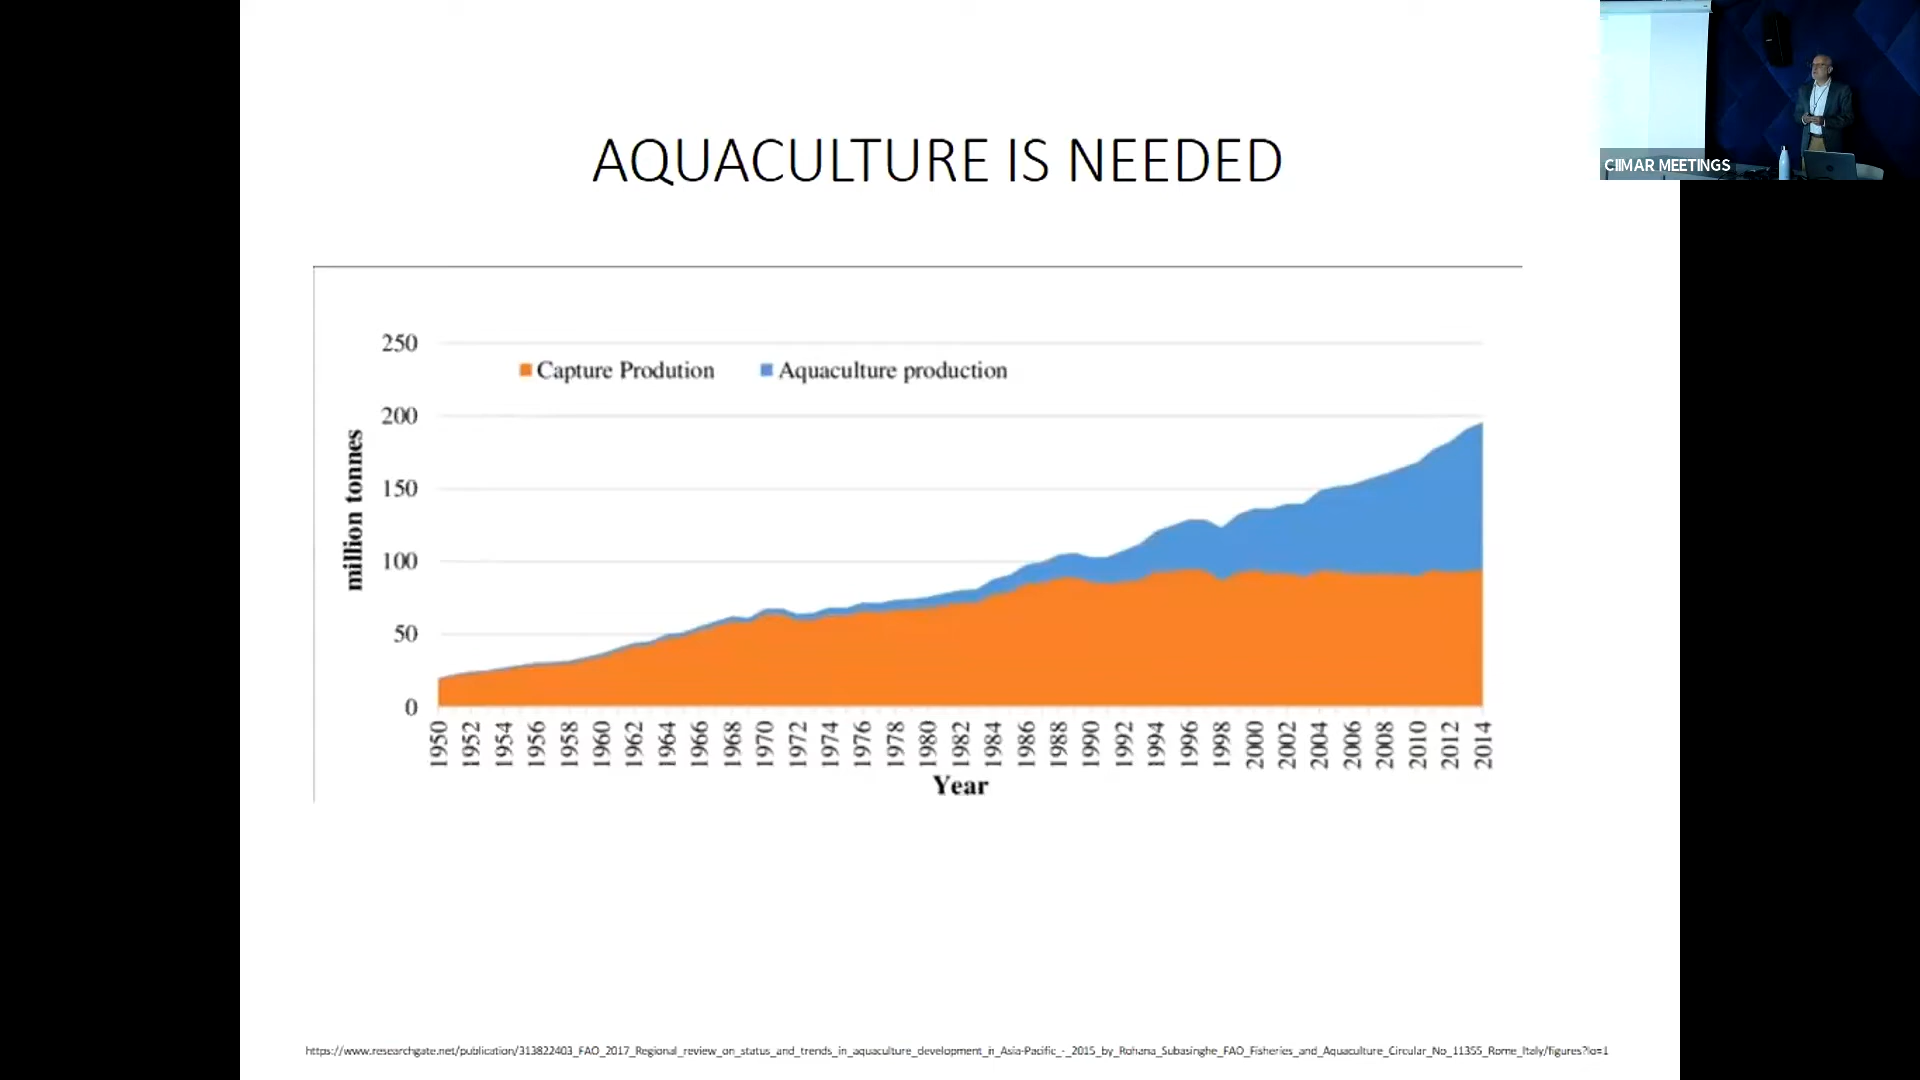 CIIMAR MEETINGS
AQUACULTURE IS NEEDED
250
Capture Prodution Aquaculture production
200
150
100
50
0
million tonnes
1950 1952 1954 1956 1958 1960 1962 1964 1966 1968 1970 1972 1974 1976 1978 1980 1982 1984 1986 1988 1990 1992 1994 1996 1998 2000 2002 2004 2006 2008 2010 2012 2014
Year
https://www.researchgate.net/publication/313822403_FAO_2017_Regional_review_on_status_and_trends_in_aquaculture_development_in_Asia-Pacific_-_2015_by_Rohana_Subasinghe_FAO_Fisheries_and_Aquaculture_Circular_No_11355_Rome_Italy/figures?lo=1